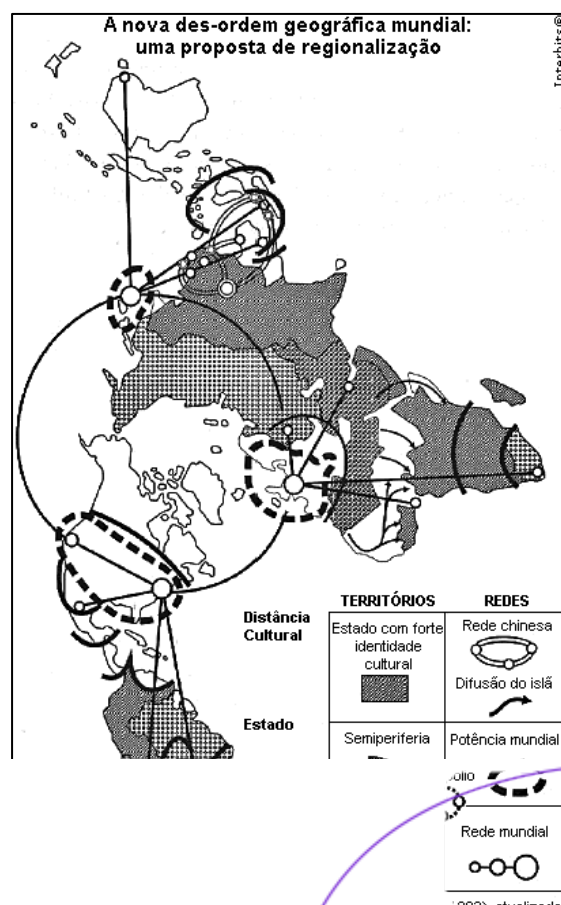 A nova des-ordem geográfica mundial:
uma proposta de regionalização
Interbits®
Distância
Cultural
TERRITÓRIOS
REDES
Estado com forte
identidade
cultural
Rede chinesa
Difusão do islã
Estado
Semiperiferia
Potência mundial
Rede mundial